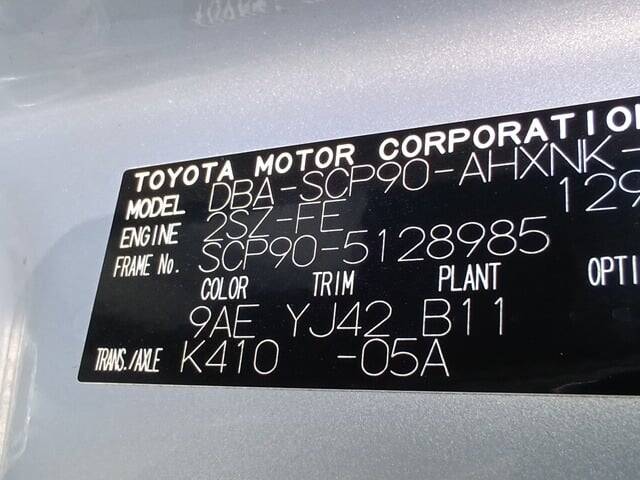 TOYOTA MOTOR CORPORATION
MODEL DBA-SCP90-AHXNK-
ENGINE 2SZ-FE 129
FRAME No. SCP90-5128985
COLOR TRIM PLANT OPTI
9AE YJ42 B11
TRANS./AXLE K410 -05A